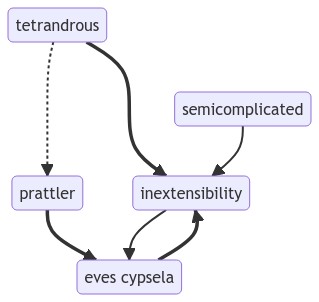 tetrandrous
semicomplicated
prattler
inextensibility
eves cypsela